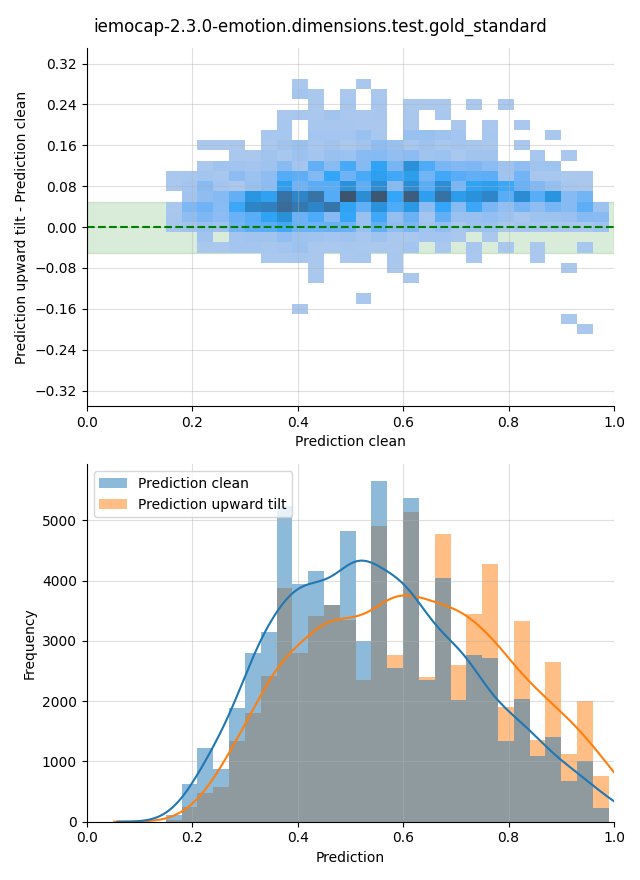 iemocap-2.3.0-emotion.dimensions.test.gold_standard
0.32
0.24
0.16
0.08
0.00
−0.08
−0.16
−0.24
−0.32
Prediction upward tilt - Prediction clean
0.0 0.2 0.4 0.6 0.8 1.0
Prediction clean
Prediction clean
Prediction upward tilt
5000
4000
3000
2000
1000
0
Frequency
0.0 0.2 0.4 0.6 0.8 1.0
Prediction